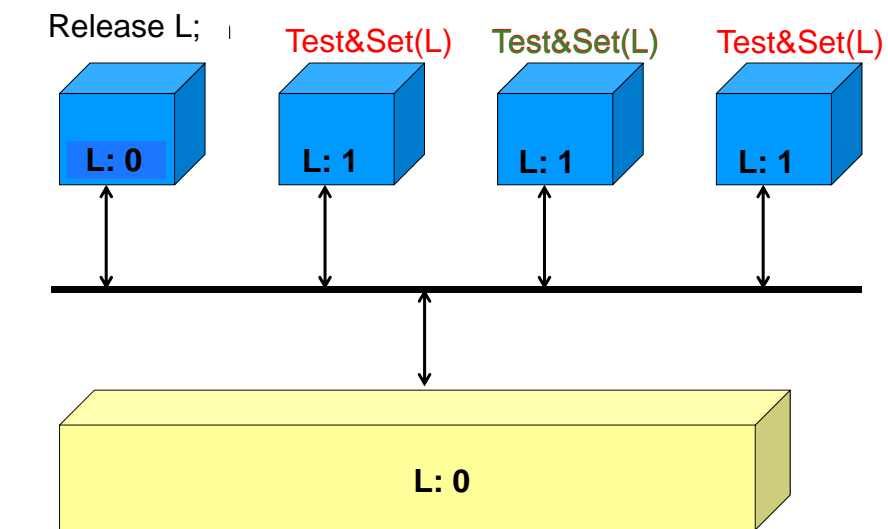 Release L;
Test&Set(L)
Test&Set(L)
Test&Set(L)
L: 0
L: 1
L: 1
L: 1
L: 0